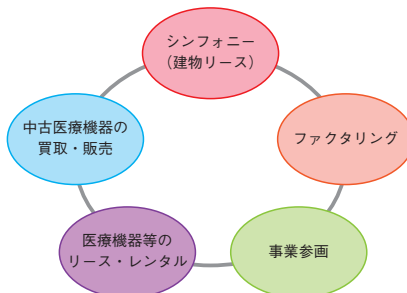 シンフォニー
（建物リース）
ファクタリング
事業参画
医療機器等の
リース・レンタル
中古医療機器の
買取・販売